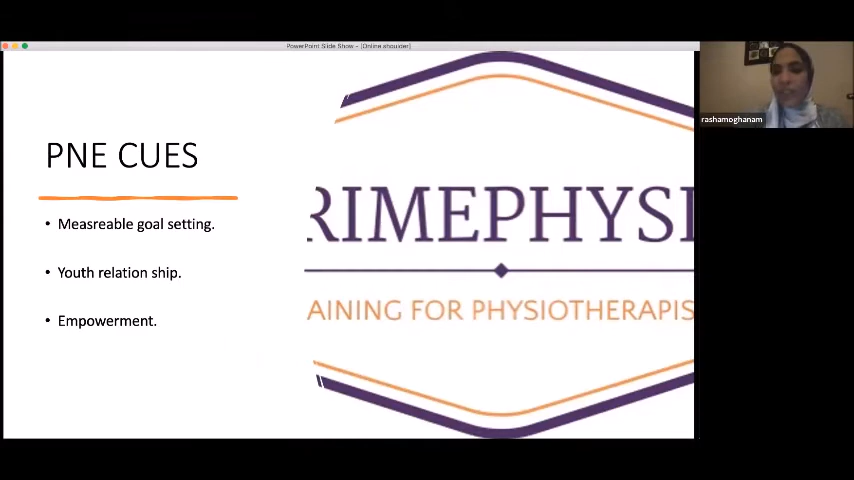 PowerPoint Slide Show - [Online shoulder]
rashamoghanam
PNE CUES
• Measreable goal setting.
• Youth relation ship.
• Empowerment.
RIMEPHYSI
AINING FOR PHYSIOTHERAPIS